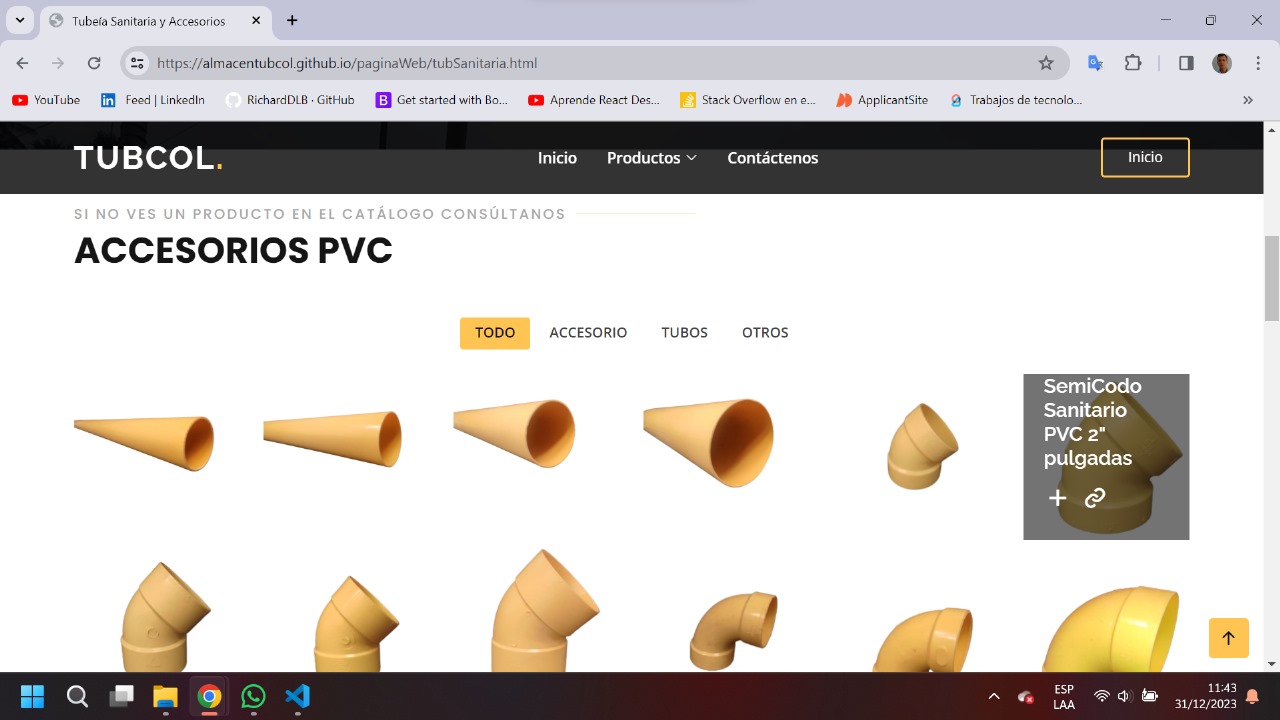 Tubeía Sanitaria y Accesorios
https://almacentubcol.github.io/paginaWeb/tubSanitaria.html
YouTube
Feed | LinkedIn
RichardDLB · GitHub
Get started with Bo...
Aprende React Des...
Stack Overflow en e...
ApplicantSite
Trabajos de tecnolo...
TUBCOL.
Inicio
Productos
Contáctenos
Inicio
SI NO VES UN PRODUCTO EN EL CATÁLOGO CONSÚLTANOS
ACCESORIOS PVC
TODO
ACCESORIO
TUBOS
OTROS
SemiCodo
Sanitario
PVC 2"
pulgadas
ESP
LAA
11:43
31/12/2023